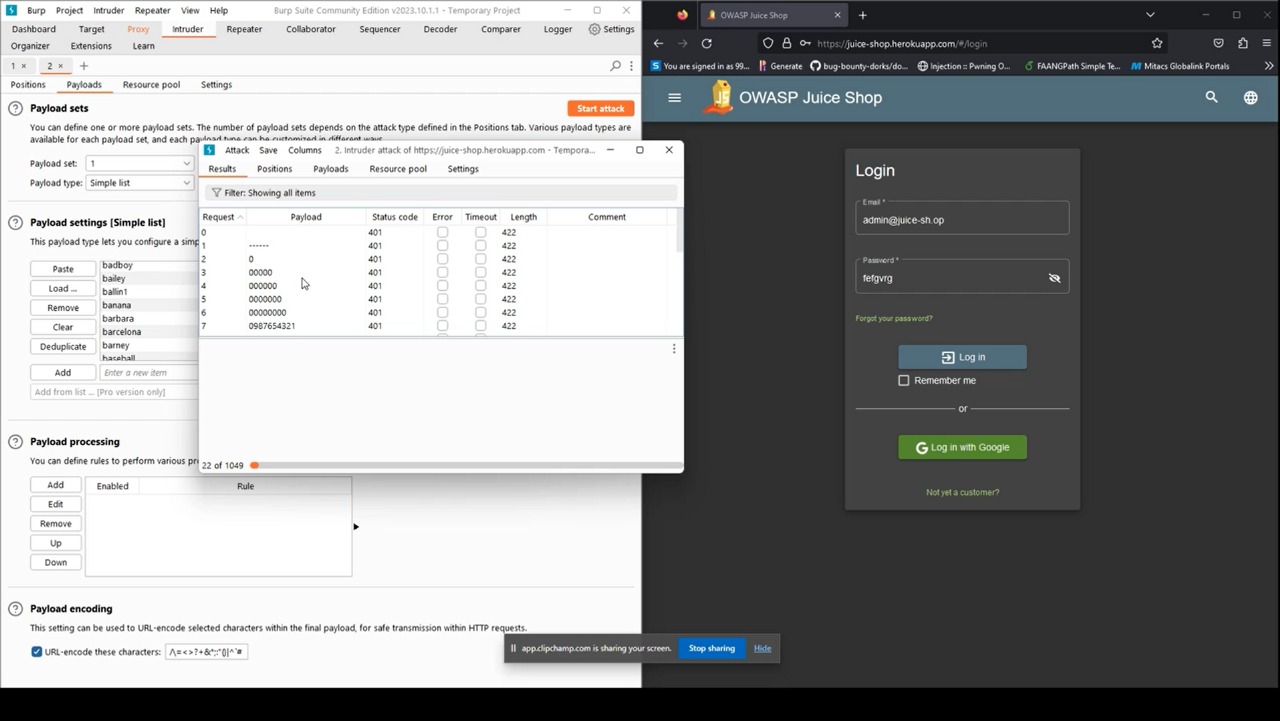 Burp Project Intruder Repeater View Help Burp Suite Community Edition v2023.10.1.1 - Temporary Project
Dashboard Target Proxy Intruder Repeater Collaborator Sequencer Decoder Comparer Logger Settings
Organizer Extensions Learn
1 × 2 × +
Positions Payloads Resource pool Settings
Payload sets
Start attack
You can define one or more payload sets. The number of payload sets depends on the attack type defined in the Positions tab. Various payload types are
available for each payload set, and each payload type can be customized in different ways.
Payload set: 1
Payload type: Simple list
Payload settings [Simple list]
This payload type lets you configure a simple
Paste
Load ...
Remove
Clear
Deduplicate
badboy
bailey
ballin1
banana
barbara
barcelona
barney
baseball
Add Enter a new item
Add from list ... [Pro version only]
Payload processing
You can define rules to perform various pr
Add
Edit
Remove
Up
Down
Enabled Rule
Payload encoding
This setting can be used to URL-encode selected characters within the final payload, for safe transmission within HTTP requests.
URL-encode these characters:
Attack Save Columns 2. Intruder attack of https://juice-shop.herokuapp.com - Tempora...
Results Positions Payloads Resource pool Settings
Filter: Showing all items
Request Payload Status code Error Timeout Length Comment
0 401 422
1 ------ 401 422
2 0 401 422
3 00000 401 422
4 000000 401 422
5 0000000 401 422
6 00000000 401 422
7 0987654321 401 422
22 of 1049
OWASP Juice Shop
https://juice-shop.herokuapp.com/#/login
You are signed in as 99... Generate bug-bounty-dorks/do... Injection :: Pwning O... FAANGPath Simple Te... Mitacs Globalink Portals
OWASP Juice Shop
Login
Email *
admin@juice-sh.op
Password *
fefgvrg
Forgot your password?
Log in
Remember me
or
Log in with Google
Not yet a customer?
app.clipchamp.com is sharing your screen. Stop sharing Hide